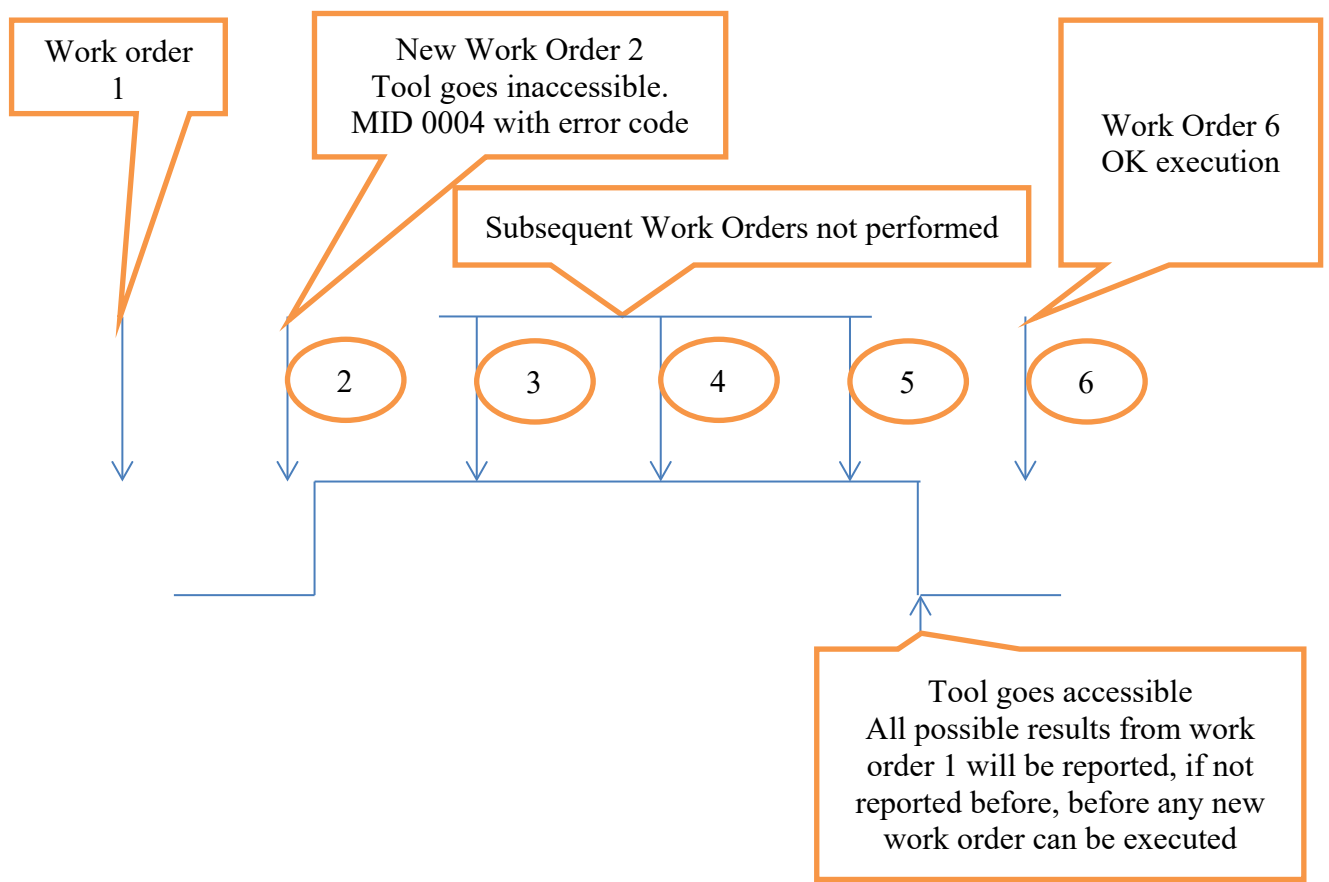 Work order
1
New Work Order 2
Tool goes inaccessible.
MID 0004 with error code
Work Order 6
OK execution
Subsequent Work Orders not performed
2
3
4
5
6
Tool goes accessible
All possible results from work
order 1 will be reported, if not
reported before, before any new
work order can be executed